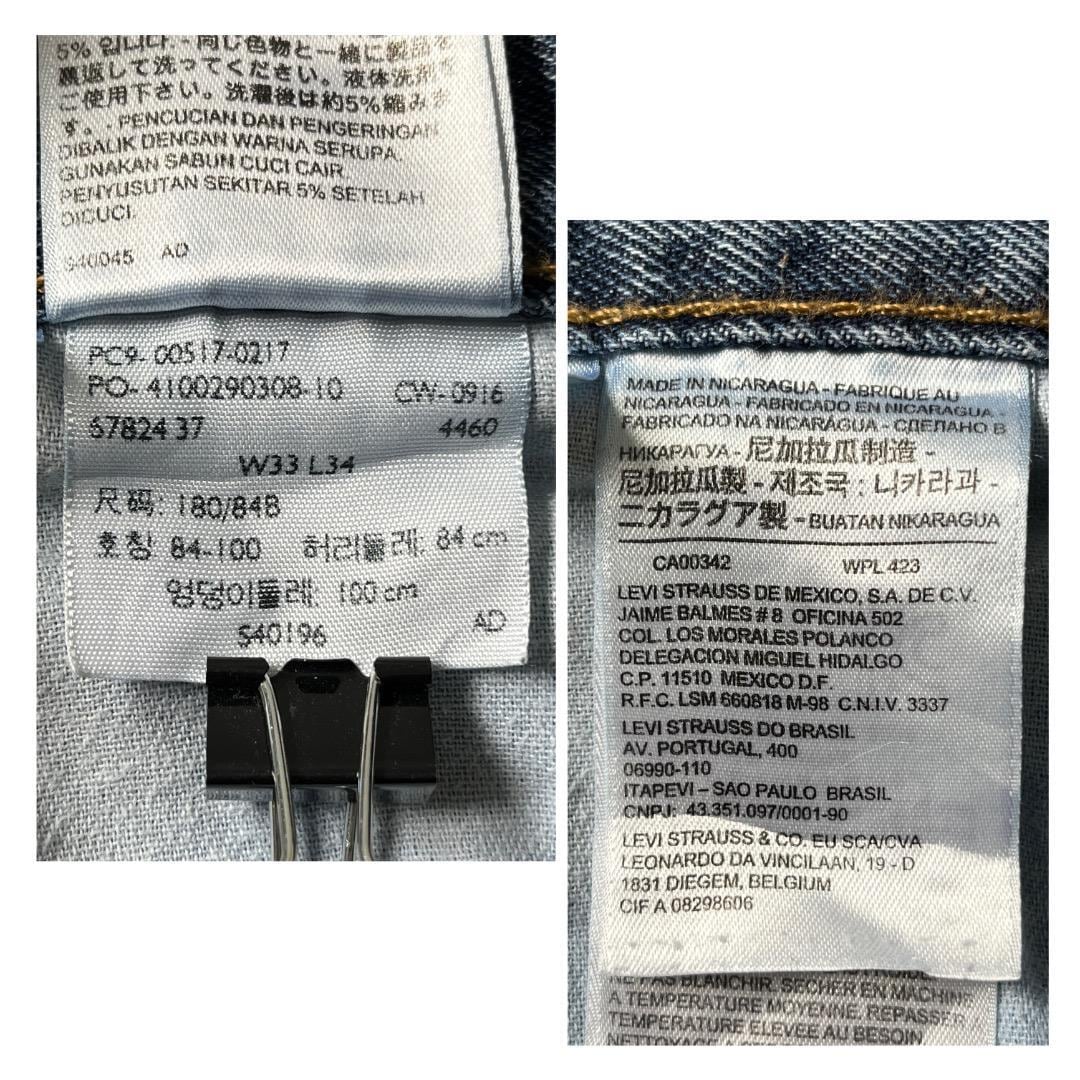 5% 입니다. - 同じ色物と一緒に製品を
裏返して洗ってください。液体洗剤を
ご使用下さい。洗濯後は約5%縮みま
す。- PENCUCIAN DAN PENGERINGAN
DIBALIK DENGAN WARNA SERUPA.
GUNAKAN SABUN CUCI CAIR.
PENYUSUTAN SEKITAR 5% SETELAH
DICUCI.
S40045 AD
PC9- 00517-0217
PO- 4100290308-10 CW- 0916
57824 37 4460
W33 L34
尺码: 180/84B
호칭: 84-100 허리둘레: 84 cm
엉덩이둘레: 100 cm
S40196 AD
MADE IN NICARAGUA - FABRIQUE AU
NICARAGUA - FABRICADO EN NICARAGUA -
FABRICADO NA NICARÁGUA - СДЕЛАНО В
НИКАРАГУА - 尼加拉瓜制造 -
尼加拉瓜製 - 제조국 : 니카라과 -
ニカラグア製 - BUATAN NIKARAGUA
CA00342 WPL 423
LEVI STRAUSS DE MEXICO, S.A. DE C.V.
JAIME BALMES # 8 OFICINA 502
COL. LOS MORALES POLANCO
DELEGACION MIGUEL HIDALGO
C.P. 11510 MEXICO D.F.
R.F.C. LSM 660818 M-98 C.N.I.V. 3337
LEVI STRAUSS DO BRASIL
AV. PORTUGAL, 400
06990-110
ITAPEVI – SAO PAULO BRASIL
CNPJ: 43.351.097/0001-90
LEVI STRAUSS & CO. EU SCA/CVA
LEONARDO DA VINCILAAN, 19 - D
1831 DIEGEM, BELGIUM
CIF A 08298606
NE PAS BLANCHIR. SECHER EN MACHINE
A TEMPERATURE MOYENNE. REPASSER
TEMPERATURE ELEVEE AU BESOIN